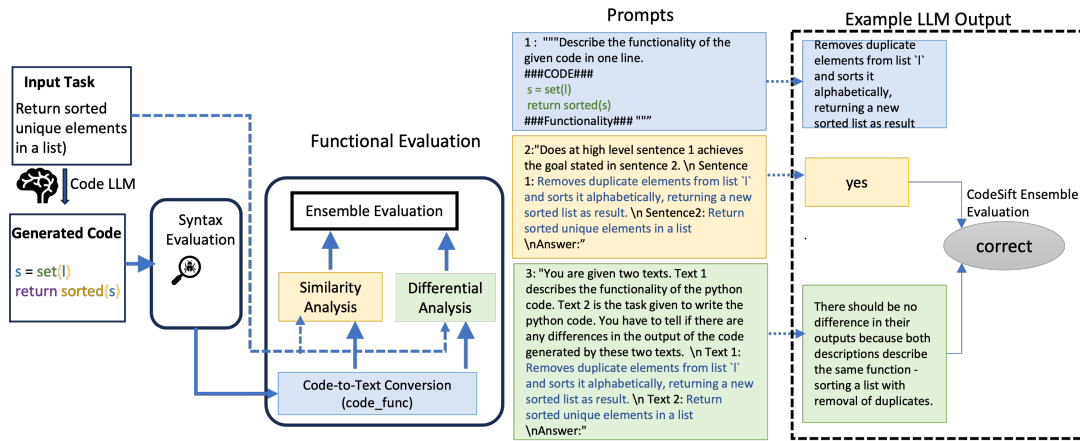 Prompts
Example LLM Output
Input Task
Return sorted
unique elements
in a list)
Code LLM
Generated Code
s = set(l)
return sorted(s)
Syntax
Evaluation
Functional Evaluation
Ensemble Evaluation
Similarity
Analysis
Differential
Analysis
Code-to-Text Conversion
(code_func)
1 : """Describe the functionality of the
given code in one line.
###CODE###
s = set(l)
return sorted(s)
###Functionality### """
2:"Does at high level sentence 1 achieves
the goal stated in sentence 2. \n Sentence
1: Removes duplicate elements from list `l`
and sorts it alphabetically, returning a new
sorted list as result. \n Sentence2: Return
sorted unique elements in a list
\nAnswer:”
3: "You are given two texts. Text 1
describes the functionality of the python
code. Text 2 is the task given to write the
python code. You have to tell if there are
any differences in the output of the code
generated by these two texts. \n Text 1:
Removes duplicate elements from list `l`
and sorts it alphabetically, returning a new
sorted list as result. \n Text 2: Return
sorted unique elements in a list
\nAnswer:"
Removes duplicate
elements from list `l`
and sorts it
alphabetically,
returning a new
sorted list as result
yes
CodeSift Ensemble
Evaluation
correct
There should be no
difference in their
outputs because both
descriptions describe
the same function -
sorting a list with
removal of duplicates.